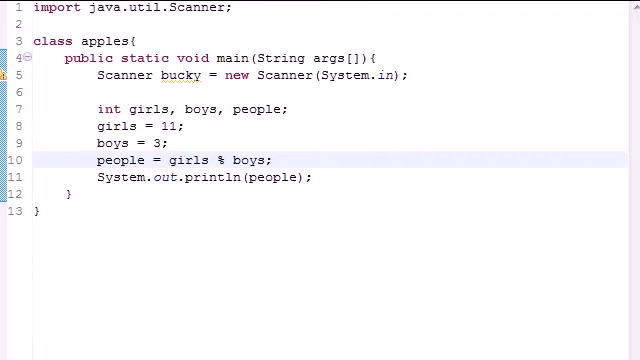 1 import java.util.Scanner;
2
3 class apples{
4 public static void main(String args[]){
5 Scanner bucky = new Scanner(System.in);
6
7 int girls, boys, people;
8 girls = 11;
9 boys = 3;
10 people = girls % boys;
11 System.out.println(people);
12 }
13 }